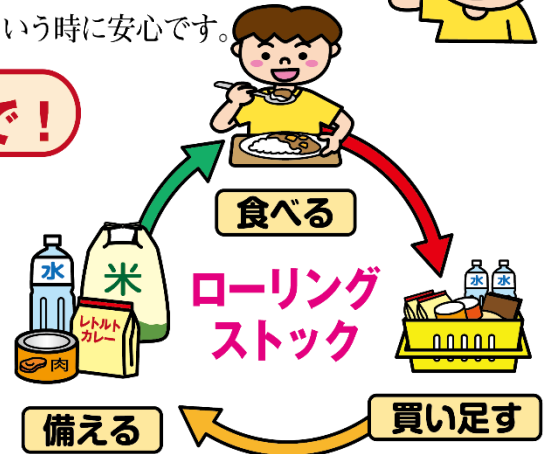 いう時に安心です。
で！
食べる
ローリング
ストック
水
米
レトルト
カレー
肉
水
水
備える
買い足す